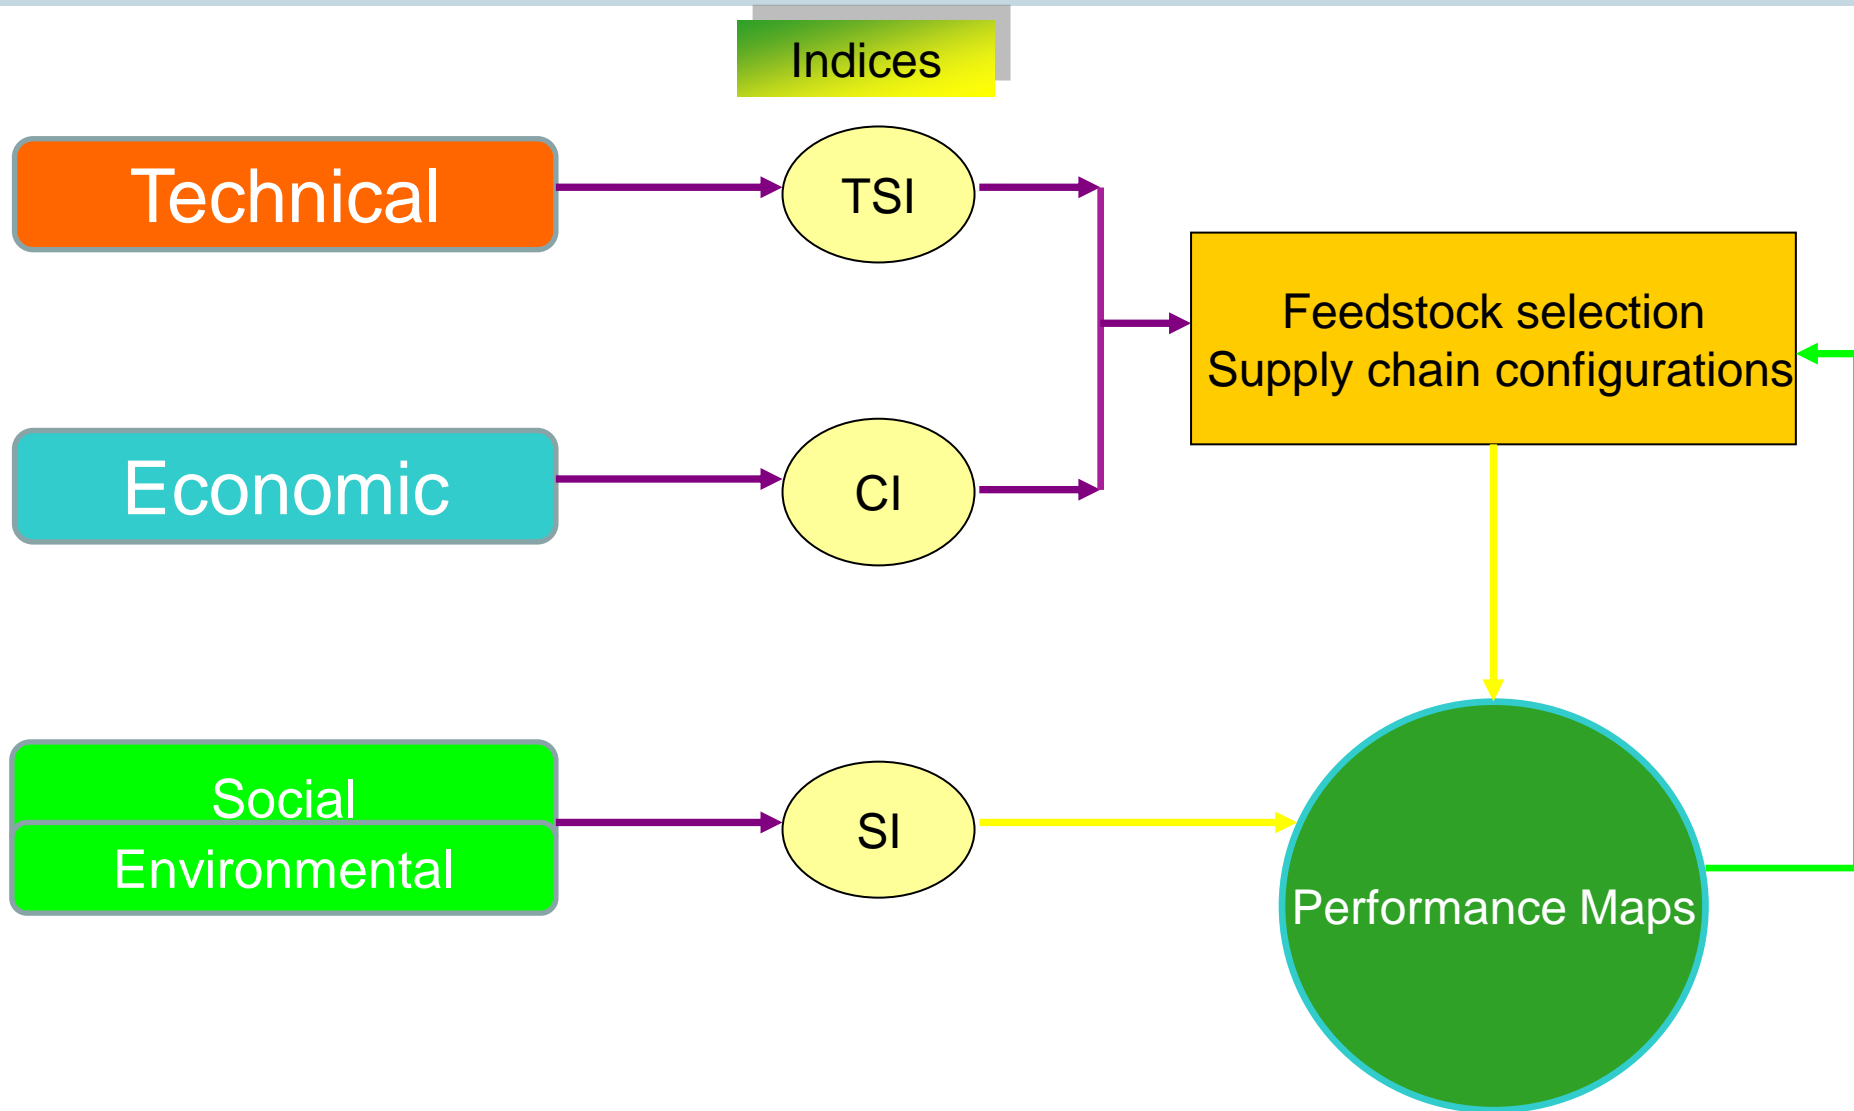 Indices
Technical
TSI
Feedstock selection
Supply chain configurations
Economic
CI
Social
Environmental
SI
Performance Maps